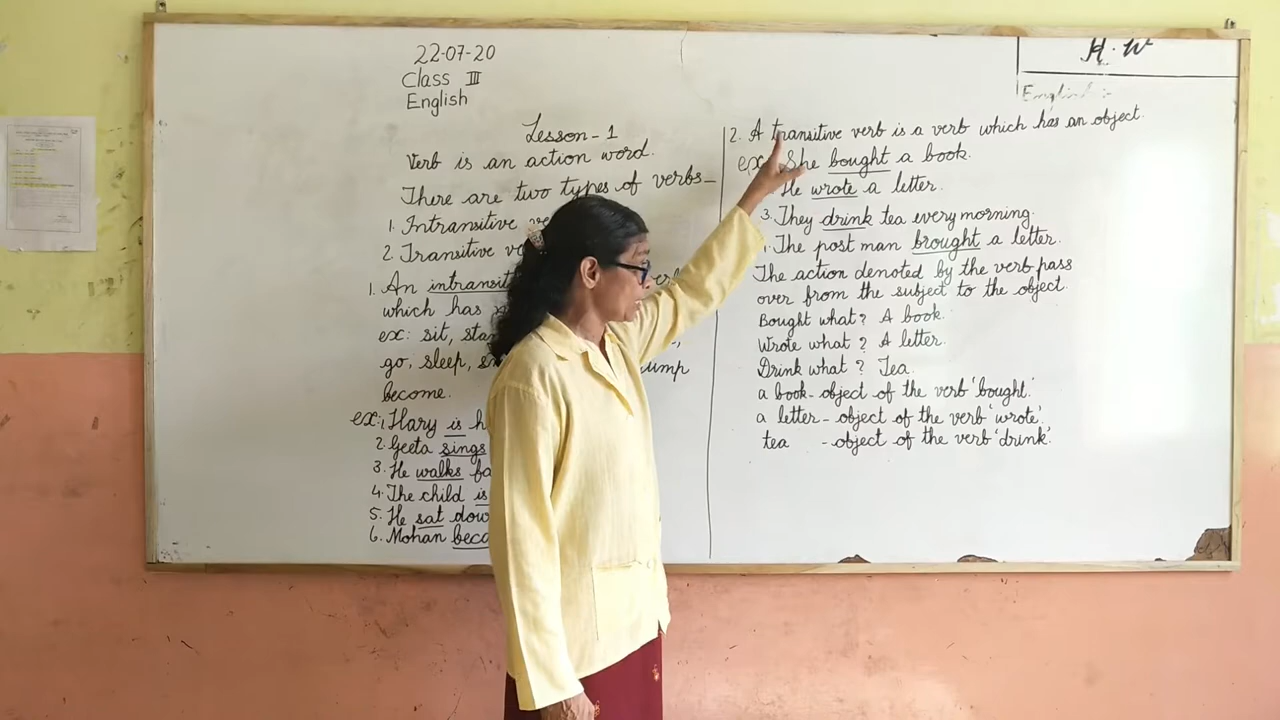 22-07-20
Class III
English
Lesson-1
Verb is an action word.
There are two types of verbs-
1. Intransitive
2. Transitive
1. An
which has
ex: sit,
go, sleep, jump
become.
ex: 1. Hary is
2. Geeta sings
3. He walks
4. The child is
5. He sat
6. Mohan
2. A transitive verb is a verb which has an object.
ex: She bought a book.
He wrote a letter.
3. They drink tea every morning.
The post man brought a letter.
The action denoted by the verb pass
over from the subject to the object.
Bought what? A book.
Wrote what? A letter.
Drink what? Tea.
a book- object of the verb 'bought'.
a letter- object of the verb 'wrote'.
tea - object of the verb 'drink'.
H.W
English :-